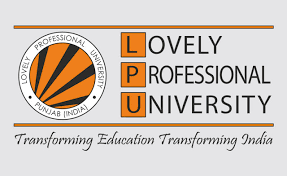 LOVELY PROFESSIONAL UNIVERSITY
PUNJAB (INDIA)
LOVELY
PROFESSIONAL
UNIVERSITY
Transforming Education Transforming India